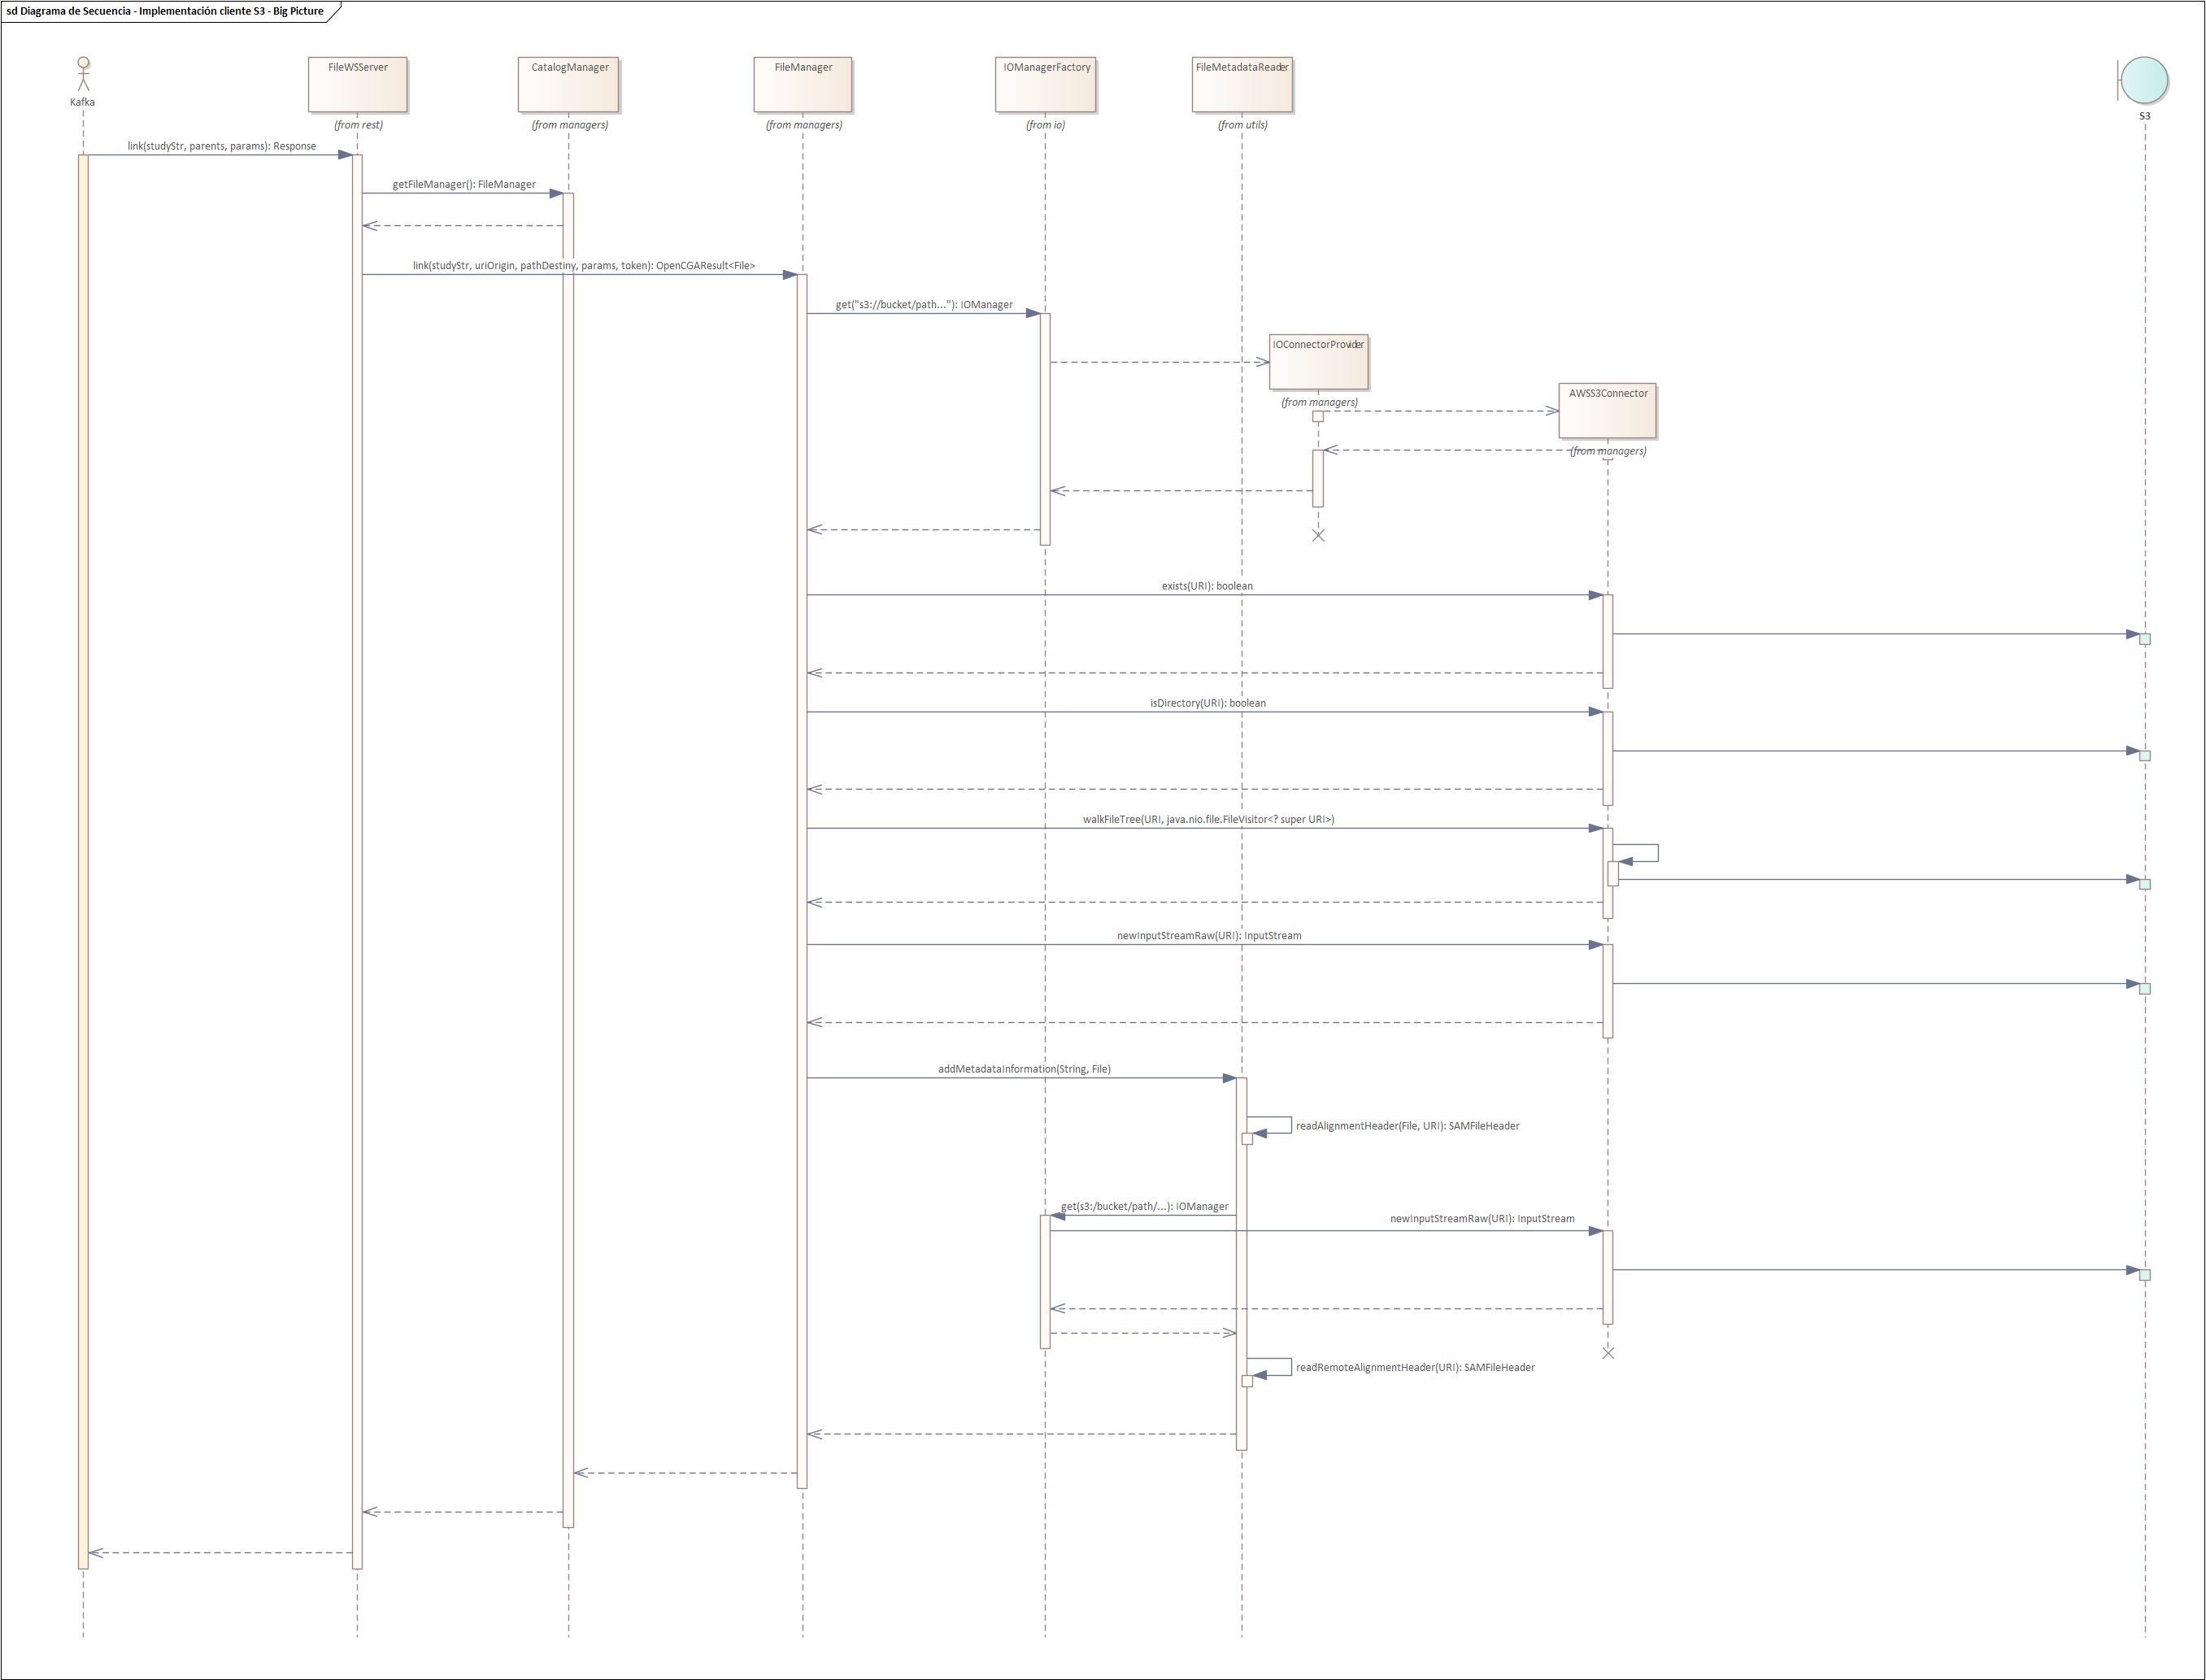 sd Diagrama de Secuencia - Implementación cliente S3 - Big Picture
Kafka
FileWSServer
(from rest)
CatalogManager
(from managers)
FileManager
(from managers)
IOManagerFactory
(from io)
FileMetadataReader
(from utils)
S3
link(studyStr, parents, params): Response
getFileManager(): FileManager
link(studyStr, uriOrigin, pathDestiny, params, token): OpenCGAResult<File>
get("s3://bucket/path..."): IOManager
IOConnectorProvider
(from managers)
AWSS3Connector
(from managers)
exists(URI): boolean
isDirectory(URI): boolean
walkFileTree(URI, java.nio.file.FileVisitor<? super URI>)
newInputStreamRaw(URI): InputStream
addMetadataInformation(String, File)
readAlignmentHeader(File, URI): SAMFileHeader
get(s3:/bucket/path/...): IOManager
newInputStreamRaw(URI): InputStream
readRemoteAlignmentHeader(URI): SAMFileHeader